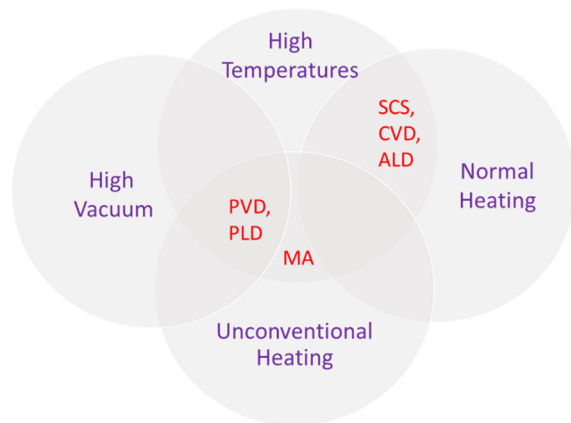 High
Temperatures
SCS,
CVD,
ALD
High
Vacuum
Normal
Heating
PVD,
PLD
MA
Unconventional
Heating